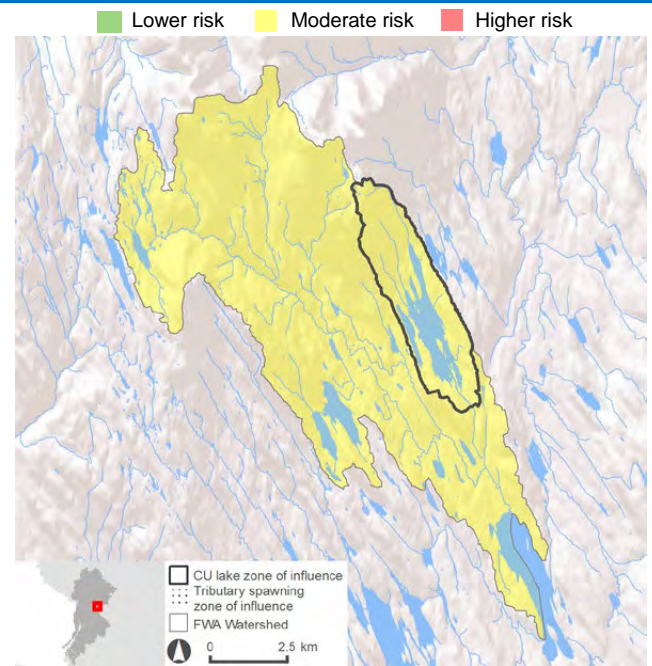 Lower risk Moderate risk Higher risk
CU lake zone of influence
Tributary spawning
zone of influence
FWA Watershed
0 2.5 km